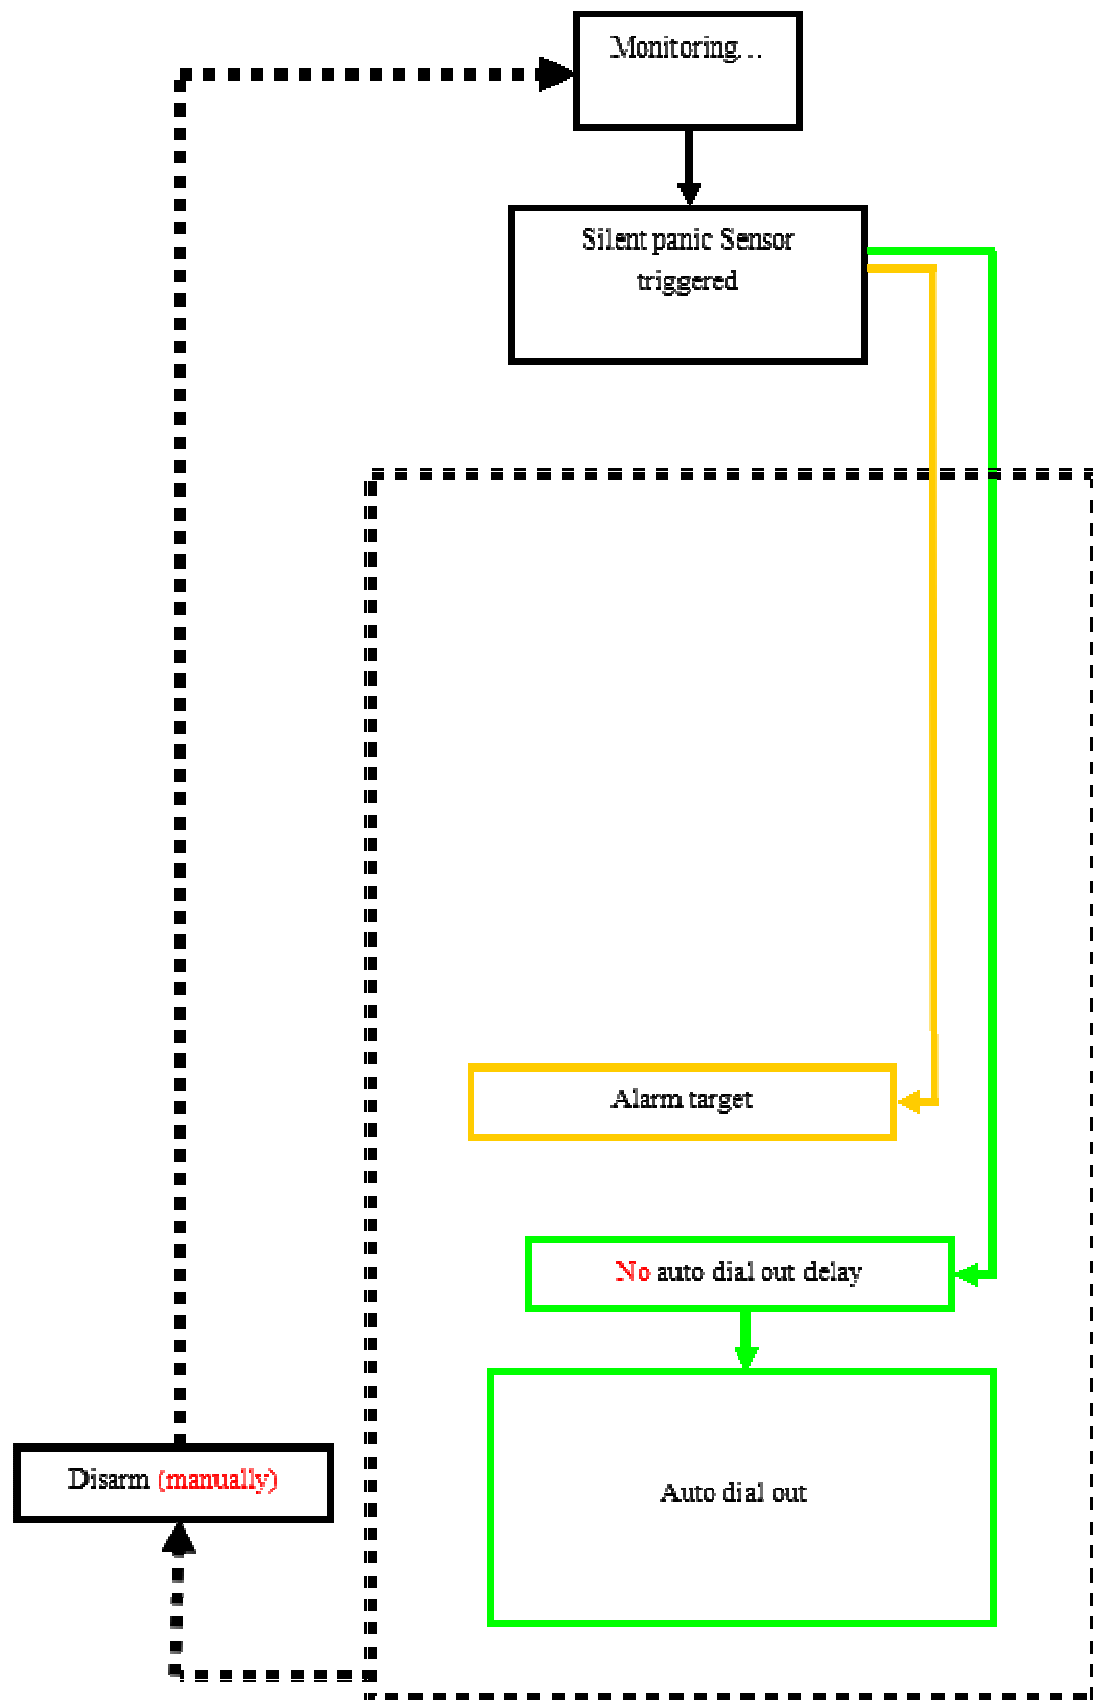 Monitoring...
Silent panic Sensor
triggered
Alarm target
No auto dial out delay
Disarm (manually)
Auto dial out